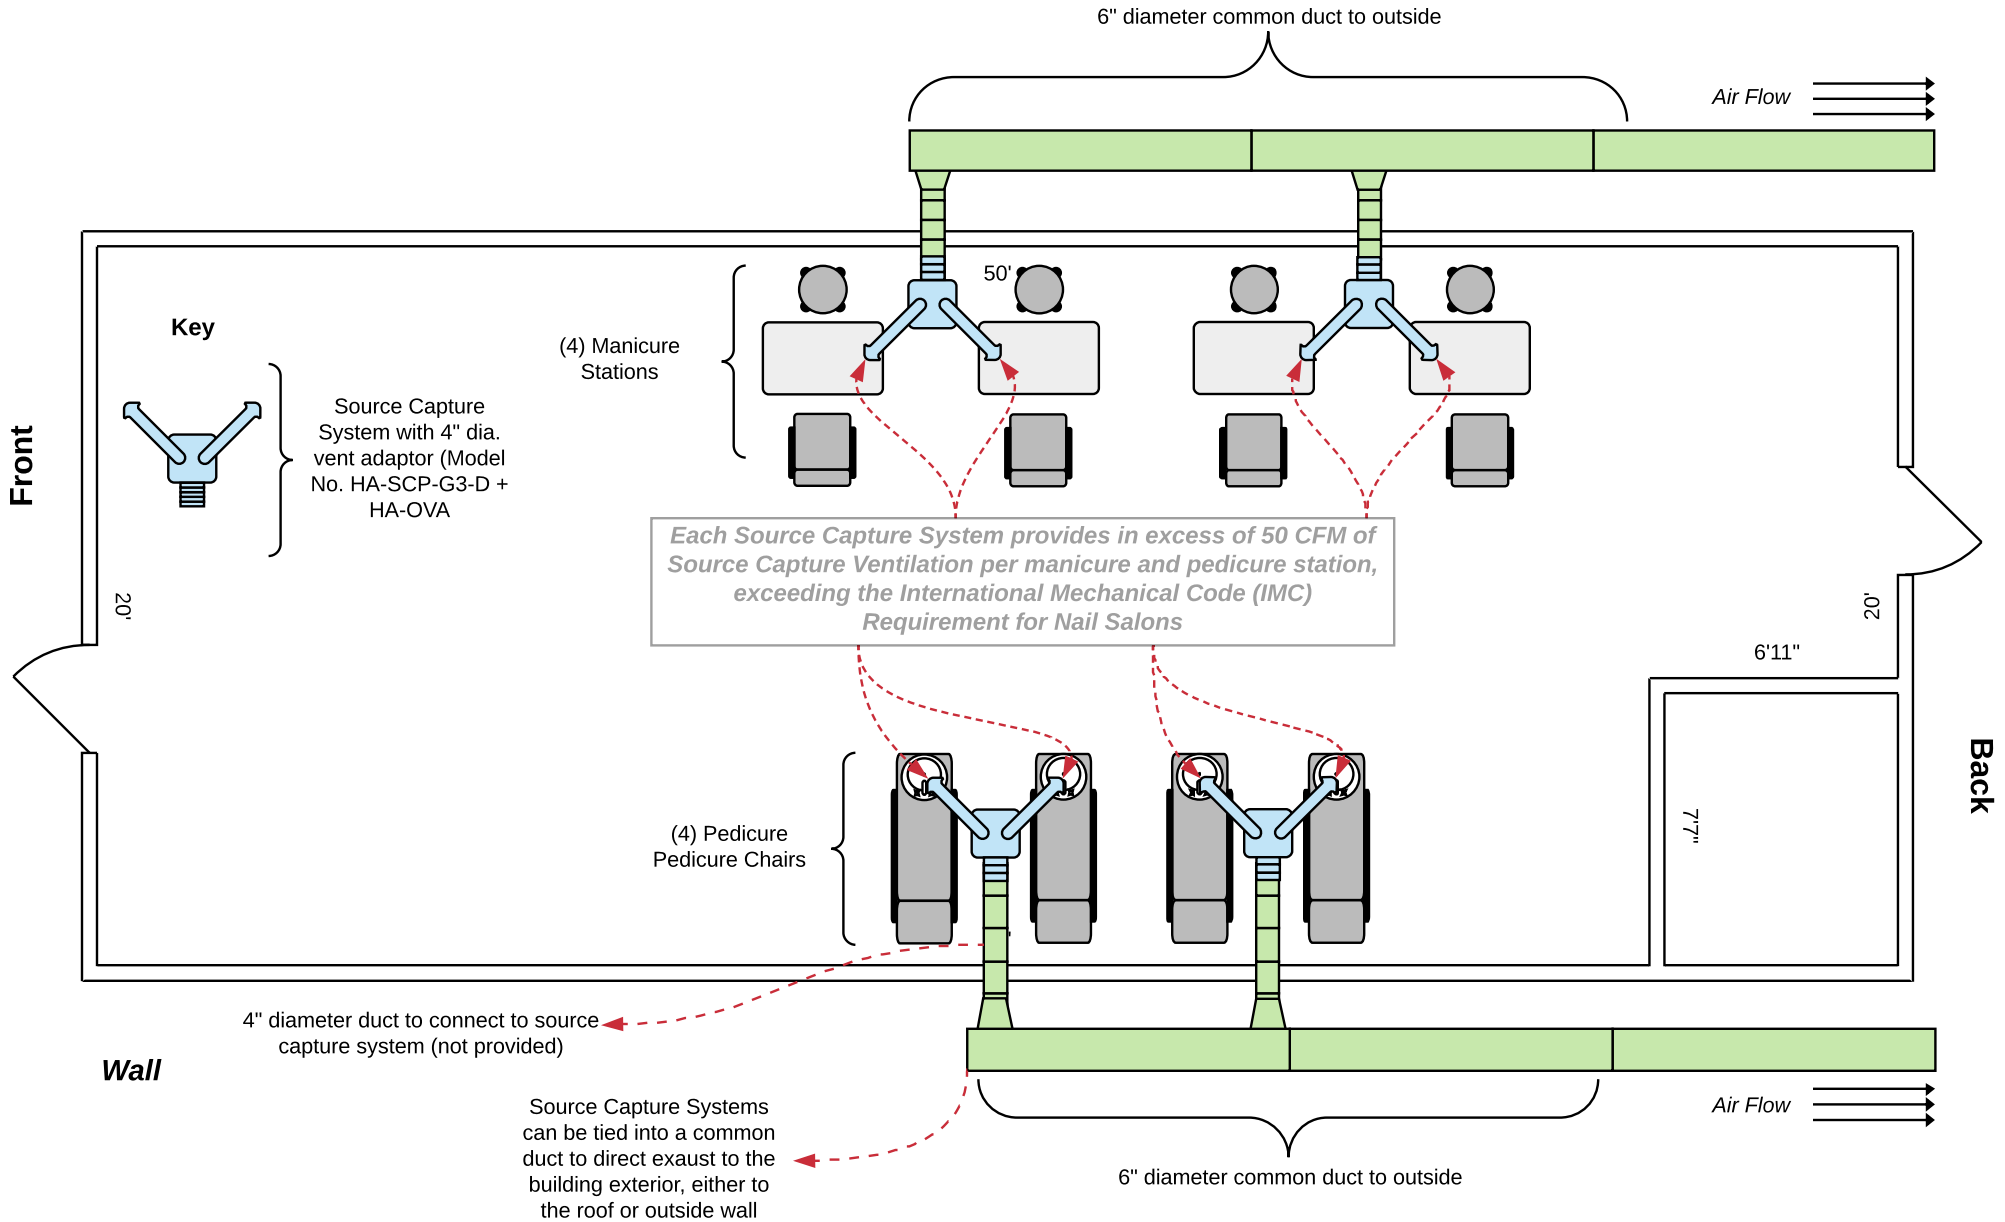 6" diameter common duct to outside
Air Flow
50'
Key
(4) Manicure
Stations
Source Capture
System with 4" dia.
vent adaptor (Model
No. HA-SCP-G3-D +
HA-OVA
Front
Each Source Capture System provides in excess of 50 CFM of
Source Capture Ventilation per manicure and pedicure station,
exceeding the International Mechanical Code (IMC)
Requirement for Nail Salons
20'
20'
6'11"
Back
7'7"
(4) Pedicure
Pedicure Chairs
4" diameter duct to connect to source
capture system (not provided)
Wall
Source Capture Systems
can be tied into a common
duct to direct exaust to the
building exterior, either to
the roof or outside wall
Air Flow
6" diameter common duct to outside